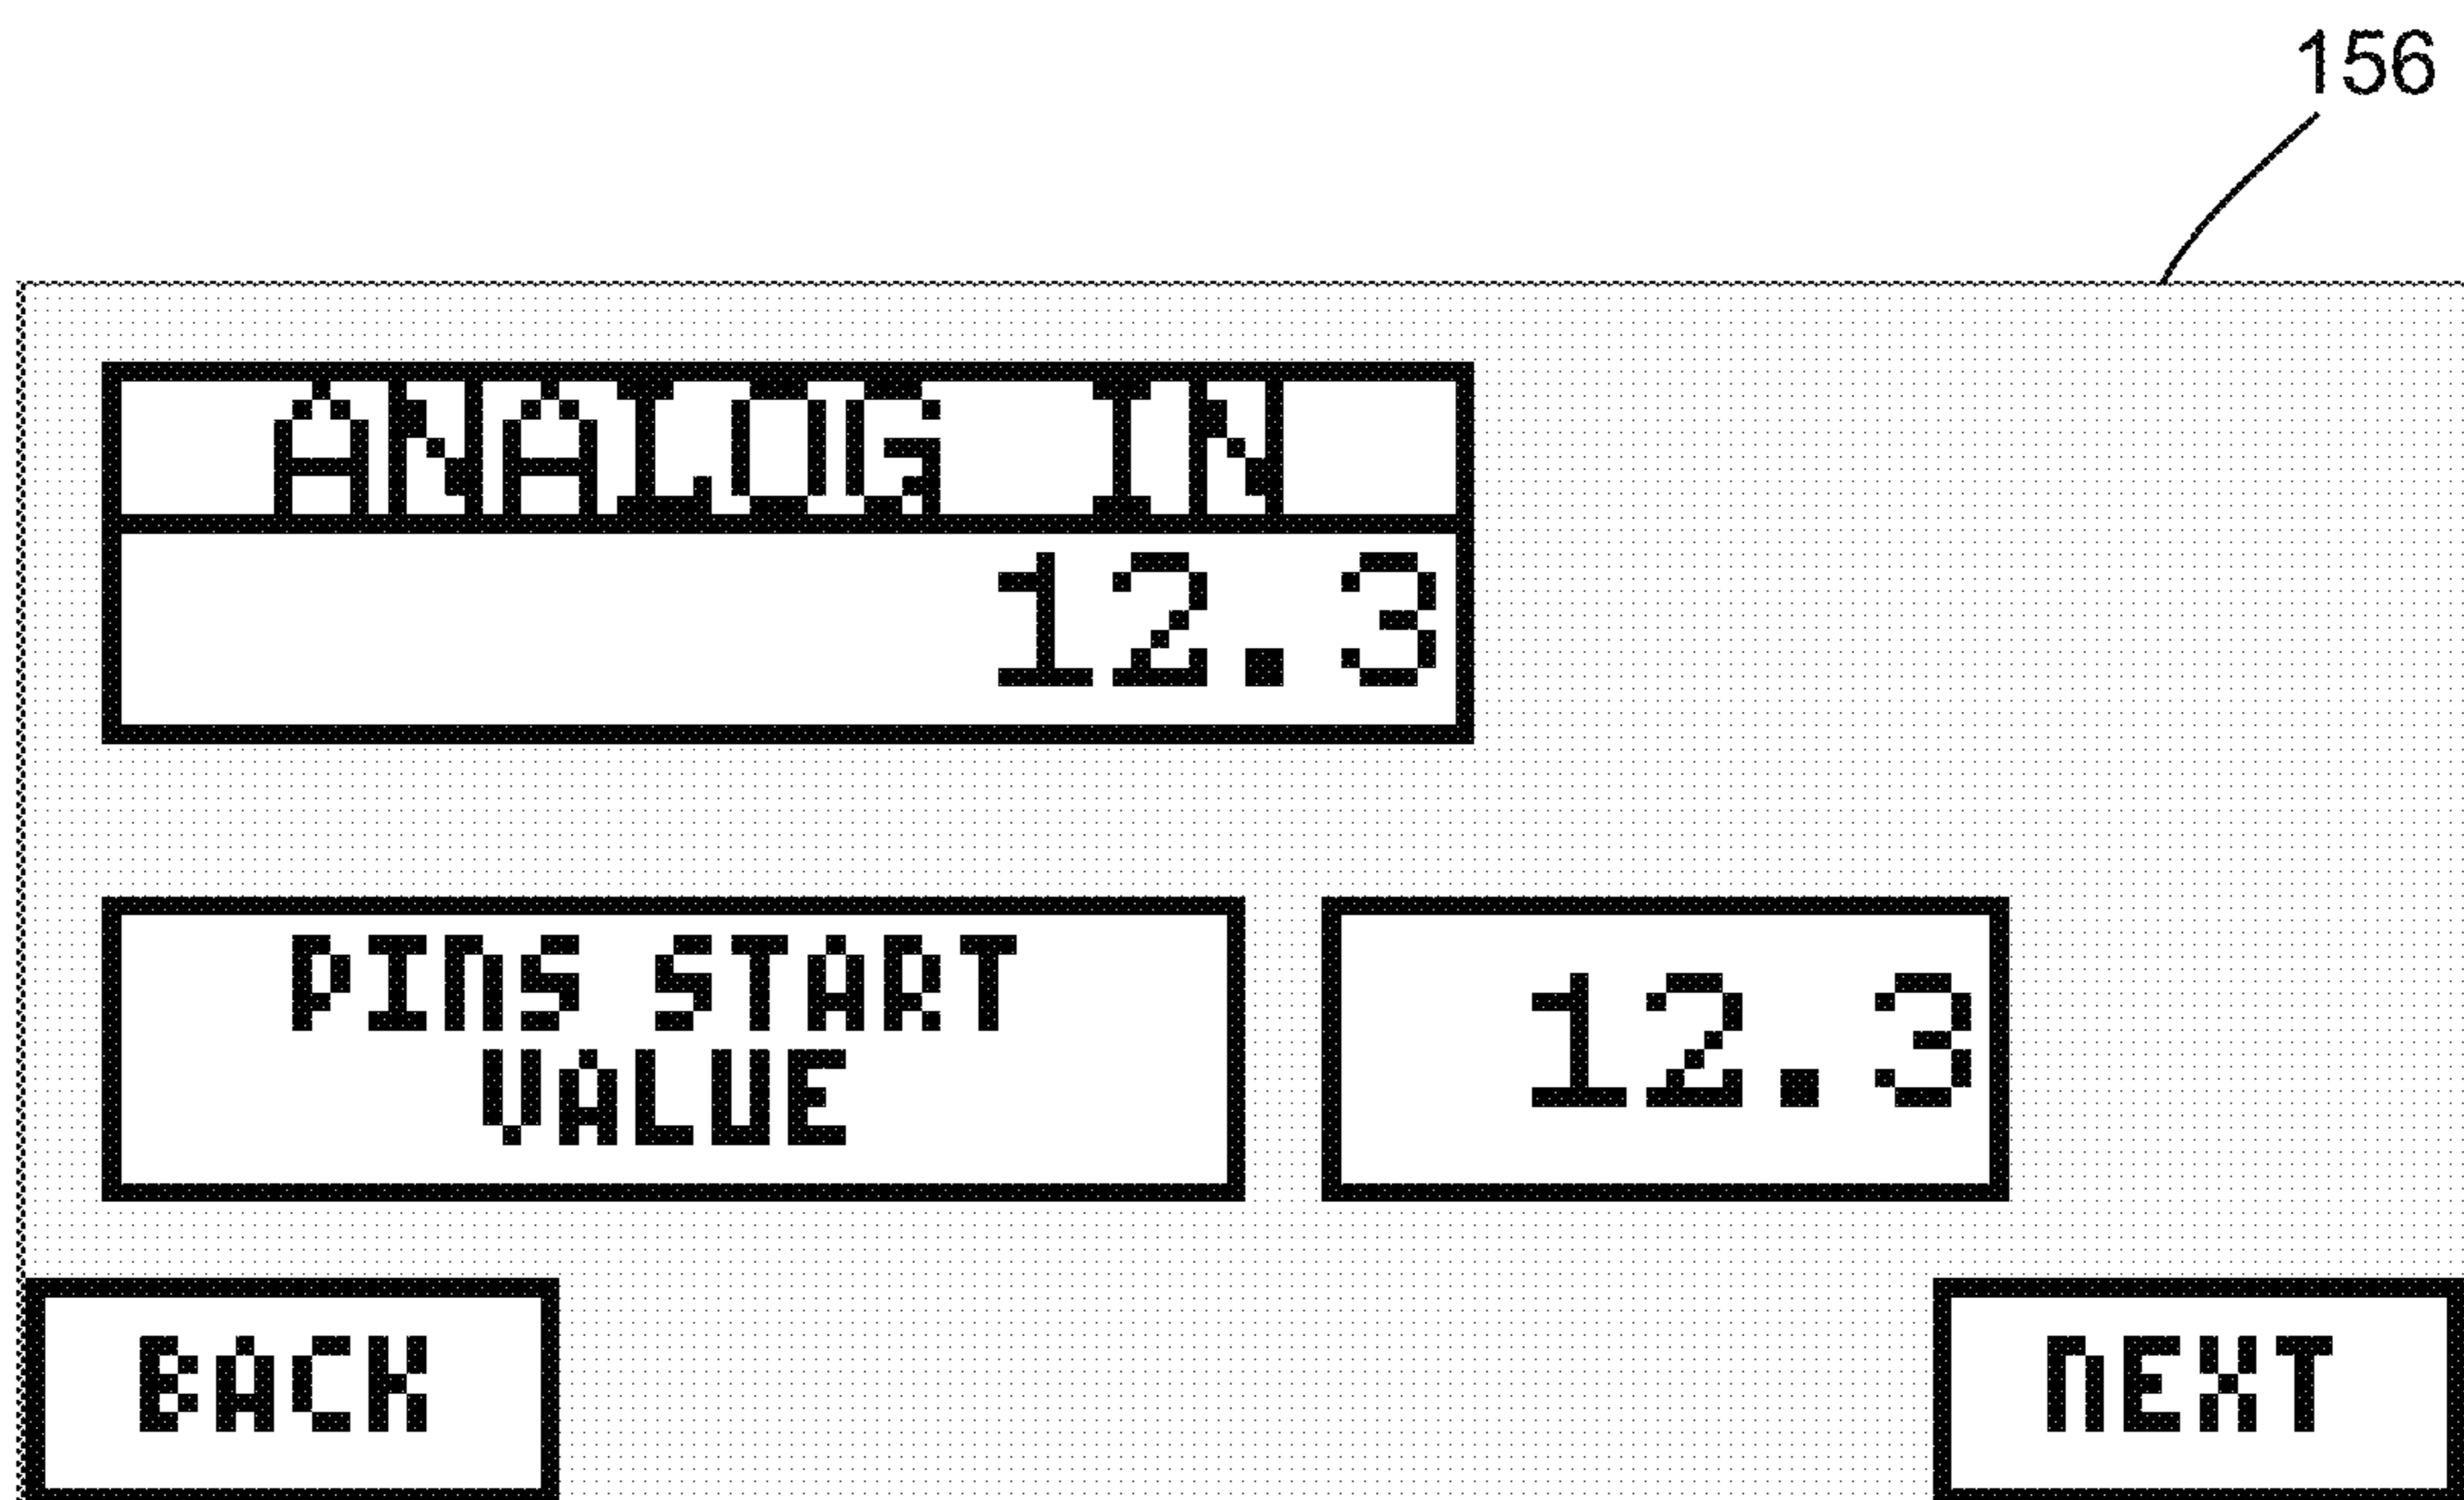 156
ANALOG IN
12.3
PINS START
VALUE
12.3
BACK
NEXT